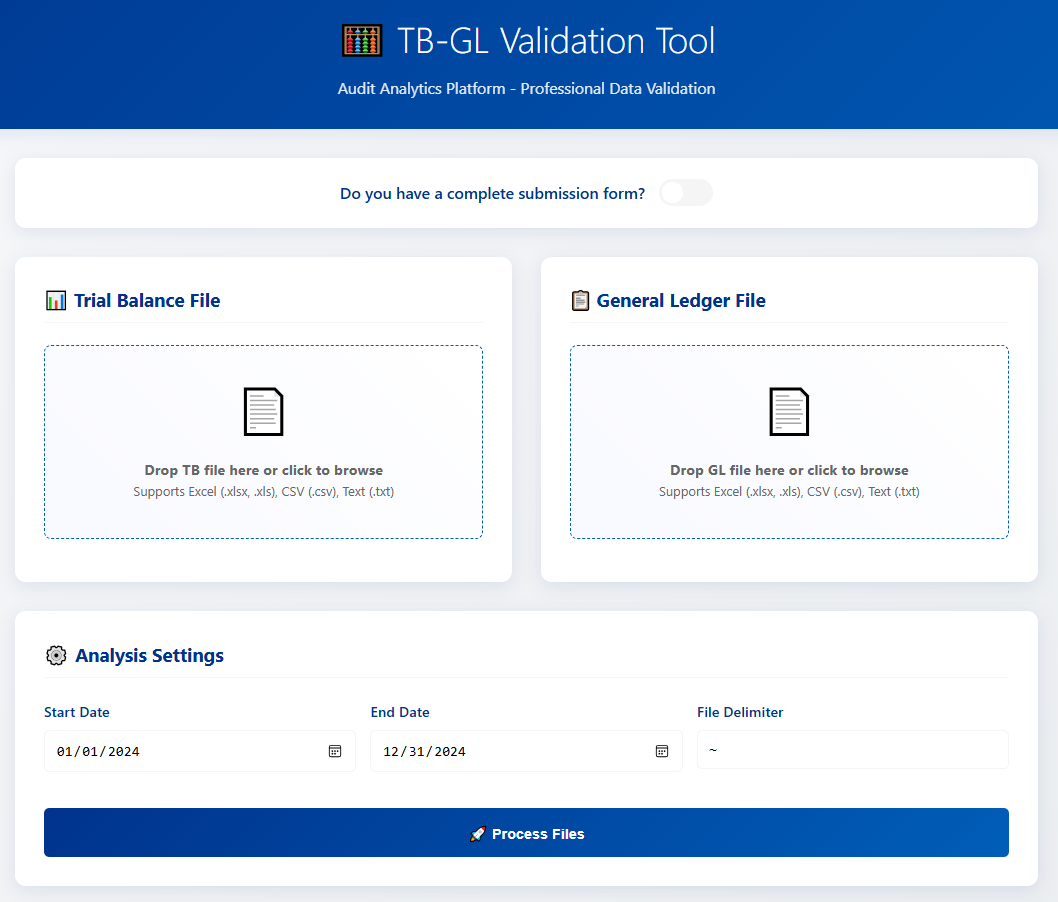 TB-GL Validation Tool
Audit Analytics Platform - Professional Data Validation
Do you have a complete submission form?
Trial Balance File
Drop TB file here or click to browse
Supports Excel (.xlsx, .xls), CSV (.csv), Text (.txt)
General Ledger File
Drop GL file here or click to browse
Supports Excel (.xlsx, .xls), CSV (.csv), Text (.txt)
Analysis Settings
Start Date
01/01/2024
End Date
12/31/2024
File Delimiter
~
Process Files